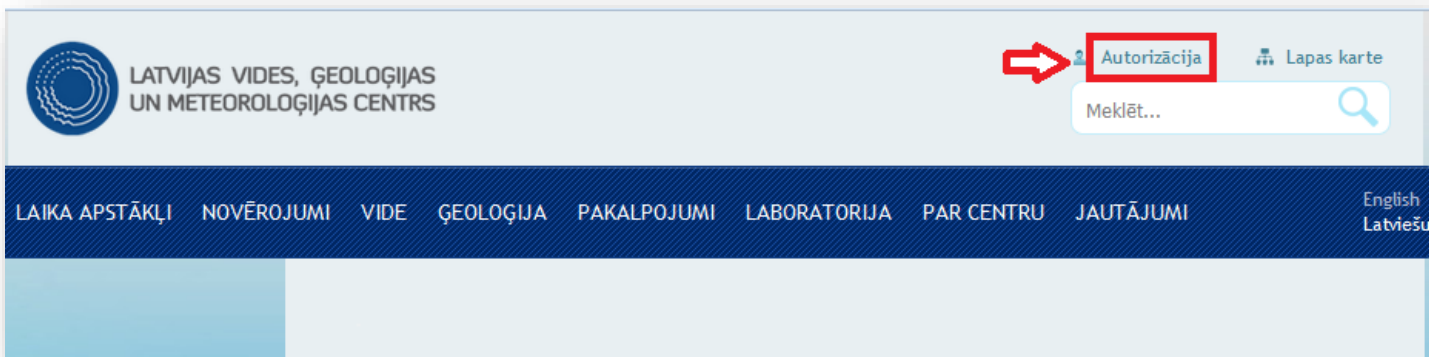 LATVIJAS VIDES, ĢEOLOĢIJAS
UN METEOROLOĢIJAS CENTRS
Autorizācija
Lapas karte
Meklēt...
LAIKA APSTĀKĻI NOVĒROJUMI VIDE ĢEOLOĢIJA PAKALPOJUMI LABORATORIJA PAR CENTRU JAUTĀJUMI
English
Latviešu